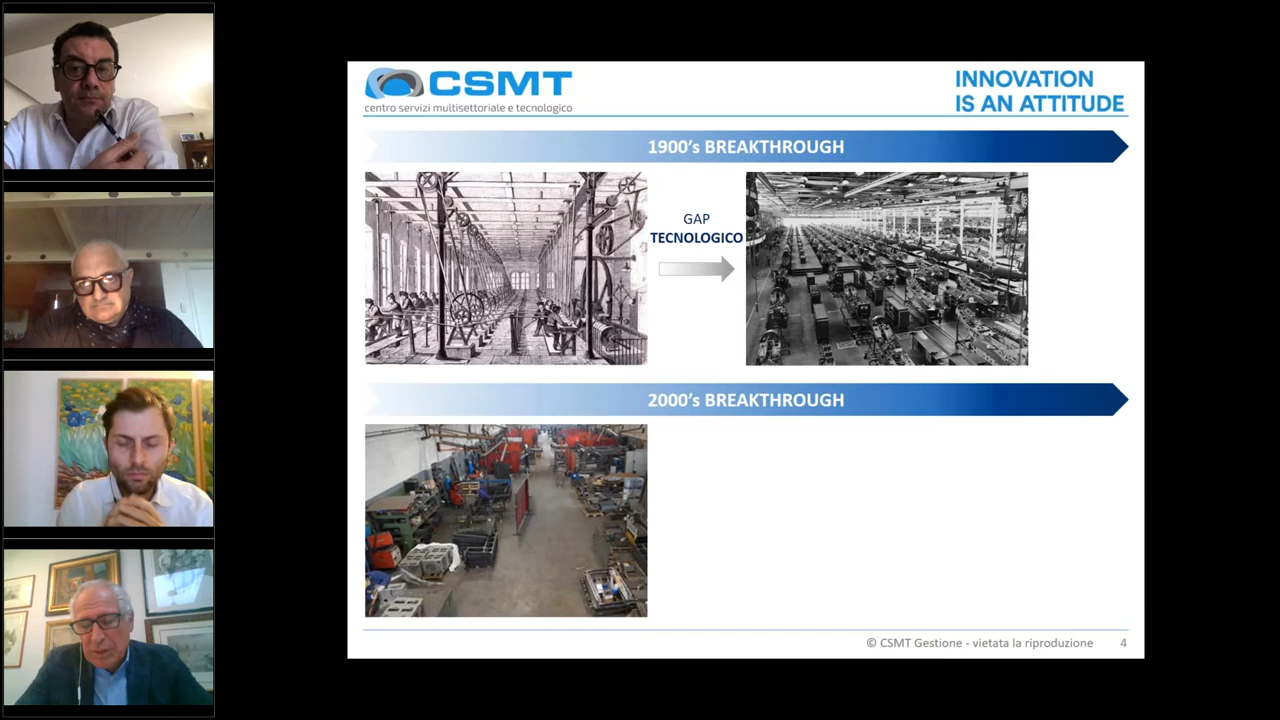 CSMT
centro servizi multisettoriale e tecnologico
INNOVATION
IS AN ATTITUDE
1900's BREAKTHROUGH
GAP
TECNOLOGICO
2000's BREAKTHROUGH
© CSMT Gestione - vietata la riproduzione 4